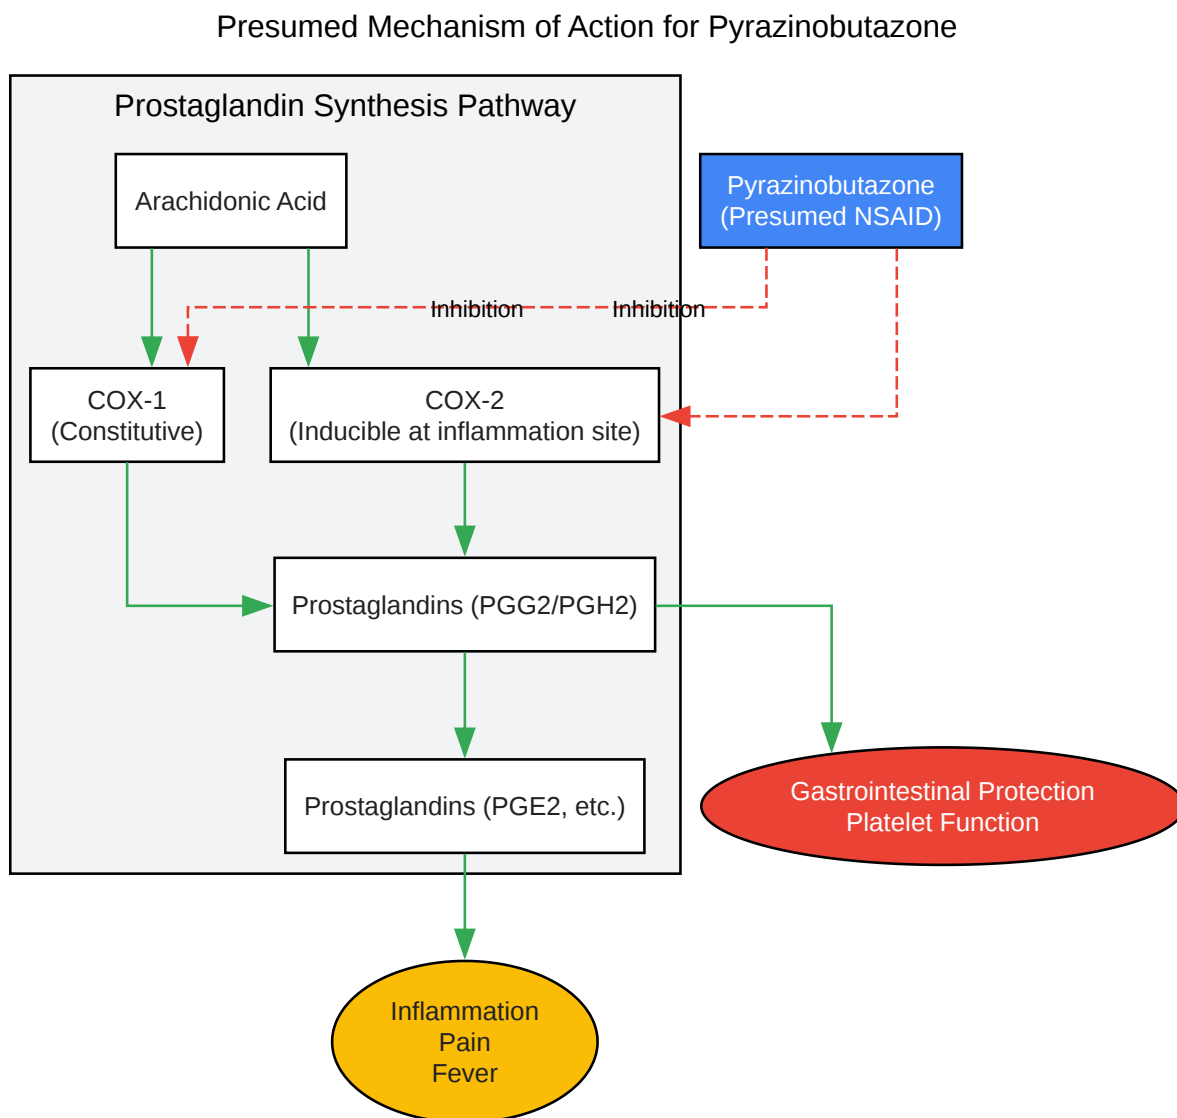 Presumed Mechanism of Action for Pyrazinobutazone
Prostaglandin Synthesis Pathway
Arachidonic Acid
Pyrazinobutazone
(Presumed NSAID)
Inhibition
Inhibition
COX-1
(Constitutive)
COX-2
(Inducible at inflammation site)
Prostaglandins (PGG2/PGH2)
Prostaglandins (PGE2, etc.)
Gastrointestinal Protection
Platelet Function
Inflammation
Pain
Fever